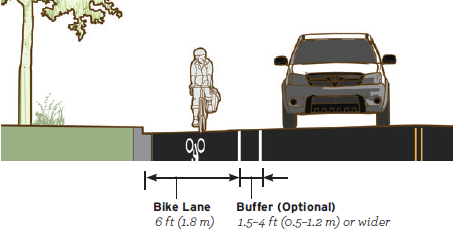 Bike Lane
6 ft (1.8 m)
Buffer (Optional)
1.5-4 ft (0.5-1.2 m) or wider